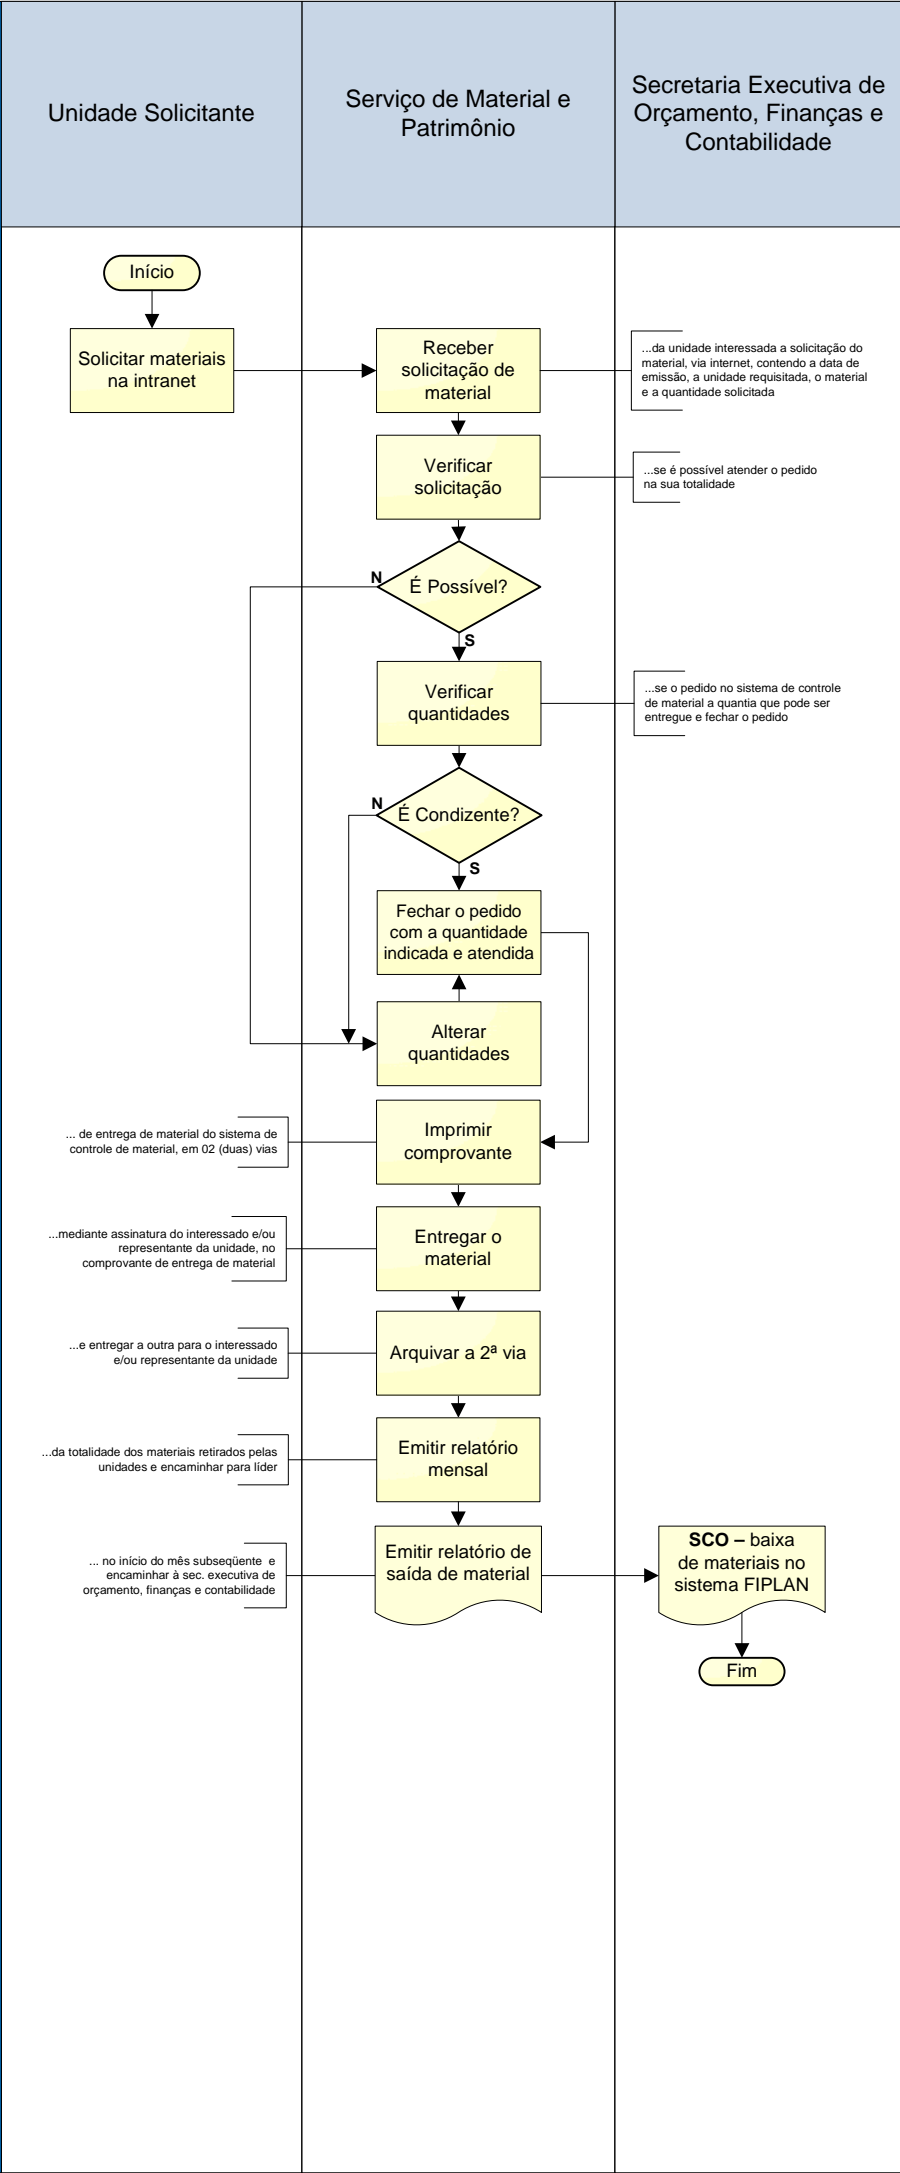 Unidade Solicitante
Serviço de Material e
Patrimônio
Secretaria Executiva de
Orçamento, Finanças e
Contabilidade
Início
Solicitar materiais
na intranet
Receber
solicitação de
material
...da unidade interessada a solicitação do
material, via internet, contendo a data de
emissão, a unidade requisitada, o material
e a quantidade solicitada
Verificar
solicitação
...se é possível atender o pedido
na sua totalidade
N
É Possível?
S
Verificar
quantidades
...se o pedido no sistema de controle
de material a quantia que pode ser
entregue e fechar o pedido
N
É Condizente?
S
Fechar o pedido
com a quantidade
indicada e atendida
Alterar
quantidades
... de entrega de material do sistema de
controle de material, em 02 (duas) vias
Imprimir
comprovante
...mediante assinatura do interessado e/ou
representante da unidade, no
comprovante de entrega de material
Entregar o
material
...e entregar a outra para o interessado
e/ou representante da unidade
Arquivar a 2ª via
...da totalidade dos materiais retirados pelas
unidades e encaminhar para líder
Emitir relatório
mensal
... no início do mês subseqüente e
encaminhar à sec. executiva de
orçamento, finanças e contabilidade
Emitir relatório de
saída de material
SCO – baixa
de materiais no
sistema FIPLAN
Fim